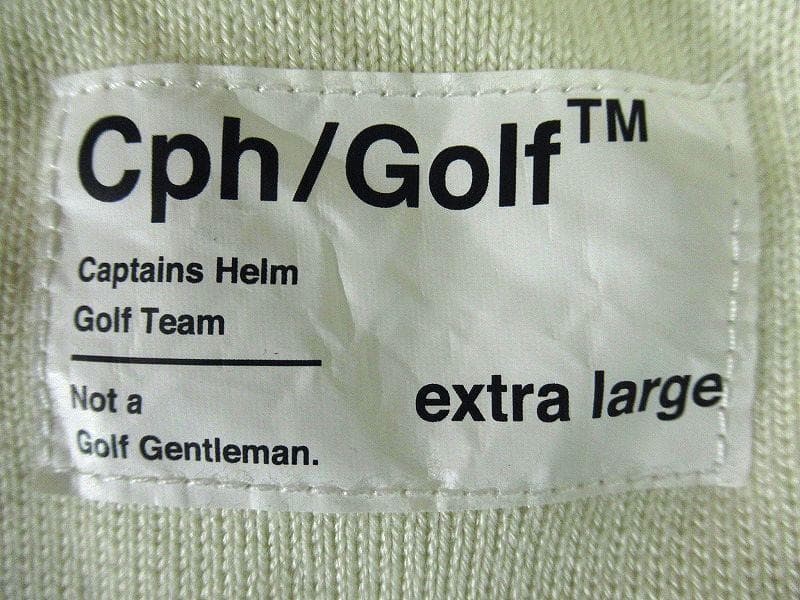 Cph/Golf™
Captains Helm
Golf Team
Not a
Golf Gentleman.
extra large